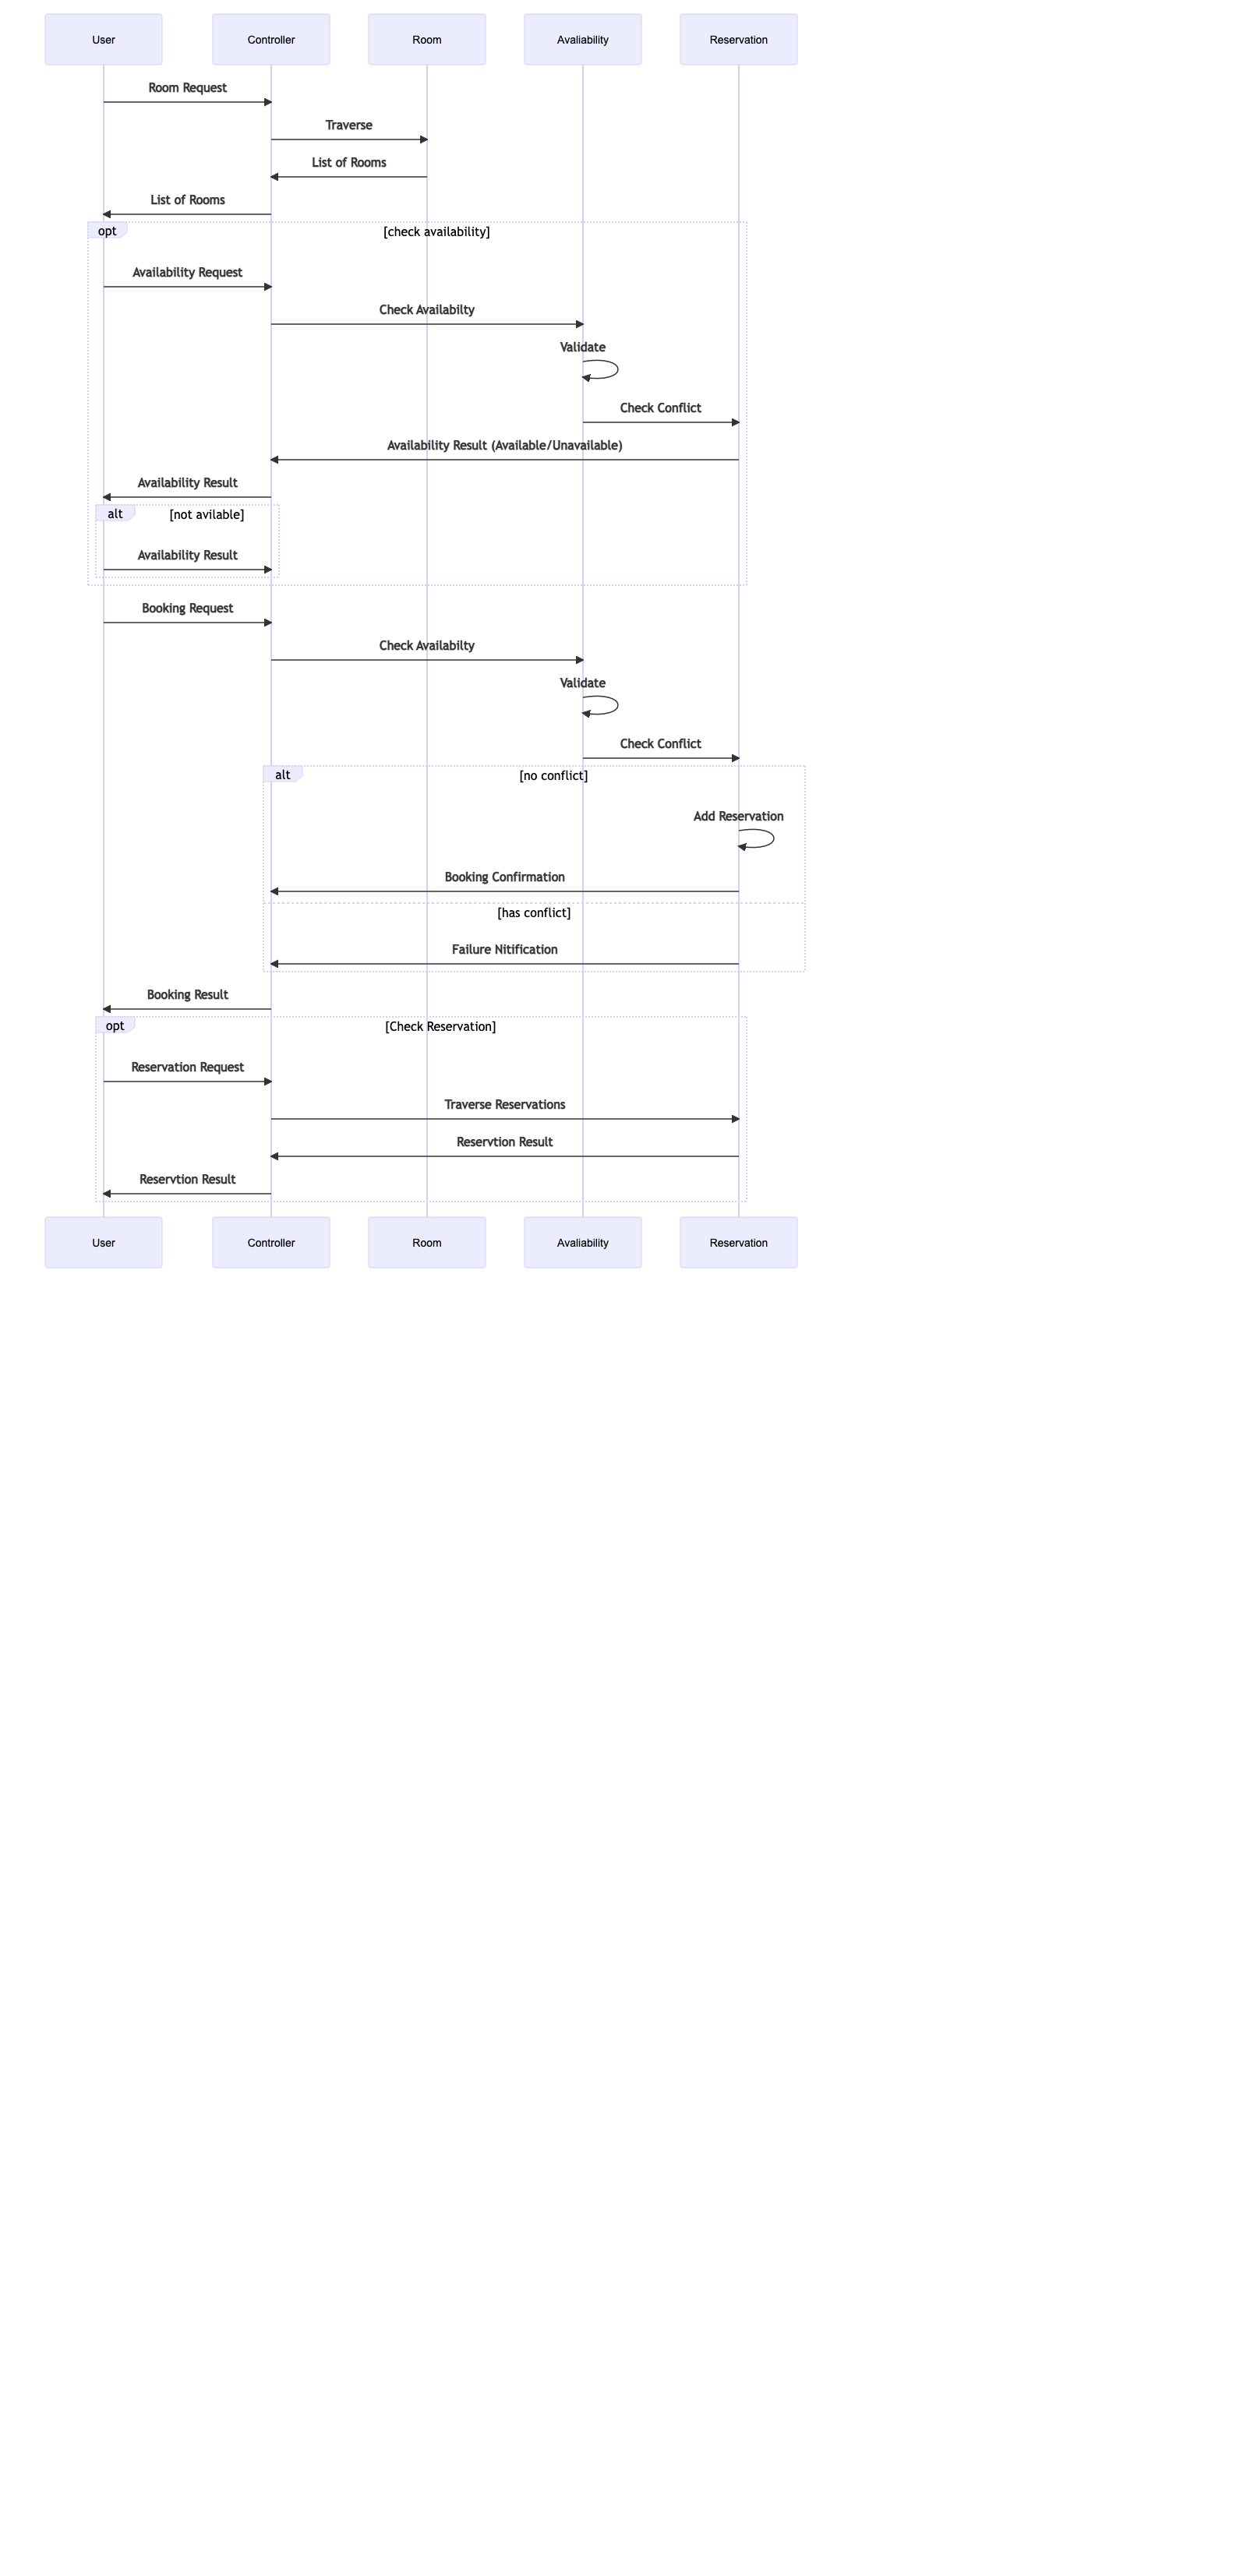 User
Controller
Room
Avaliability
Reservation
Room Request
Traverse
List of Rooms
List of Rooms
opt
[check availability]
Availability Request
Check Availabilty
Validate
Check Conflict
Availability Result (Available/Unavailable)
Availability Result
alt
[not avilable]
Availability Result
Booking Request
Check Availabilty
Validate
Check Conflict
alt
[no conflict]
Add Reservation
Booking Confirmation
[has conflict]
Failure Nitification
Booking Result
opt
[Check Reservation]
Reservation Request
Traverse Reservations
Reservtion Result
Reservtion Result
User
Controller
Room
Avaliability
Reservation